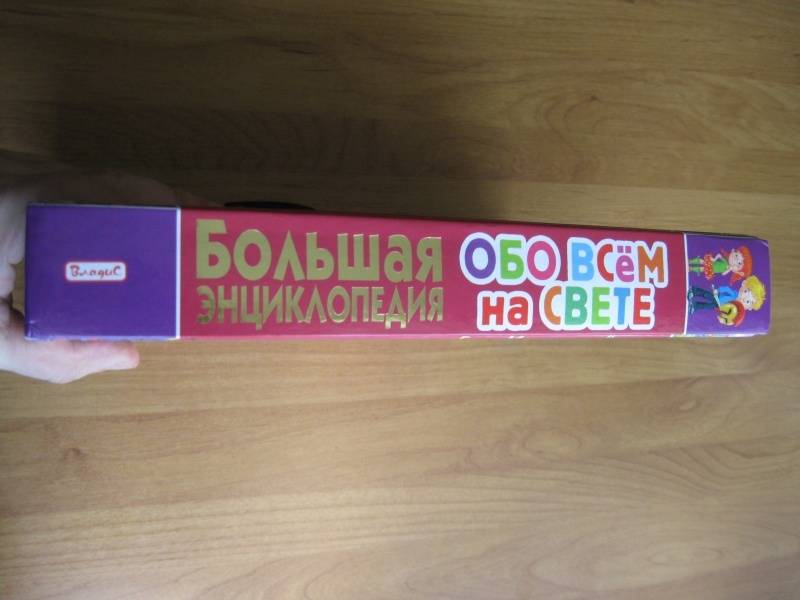 Владис
Большая
энциклопедия
ОБО ВСЁМ
на СВЕТЕ